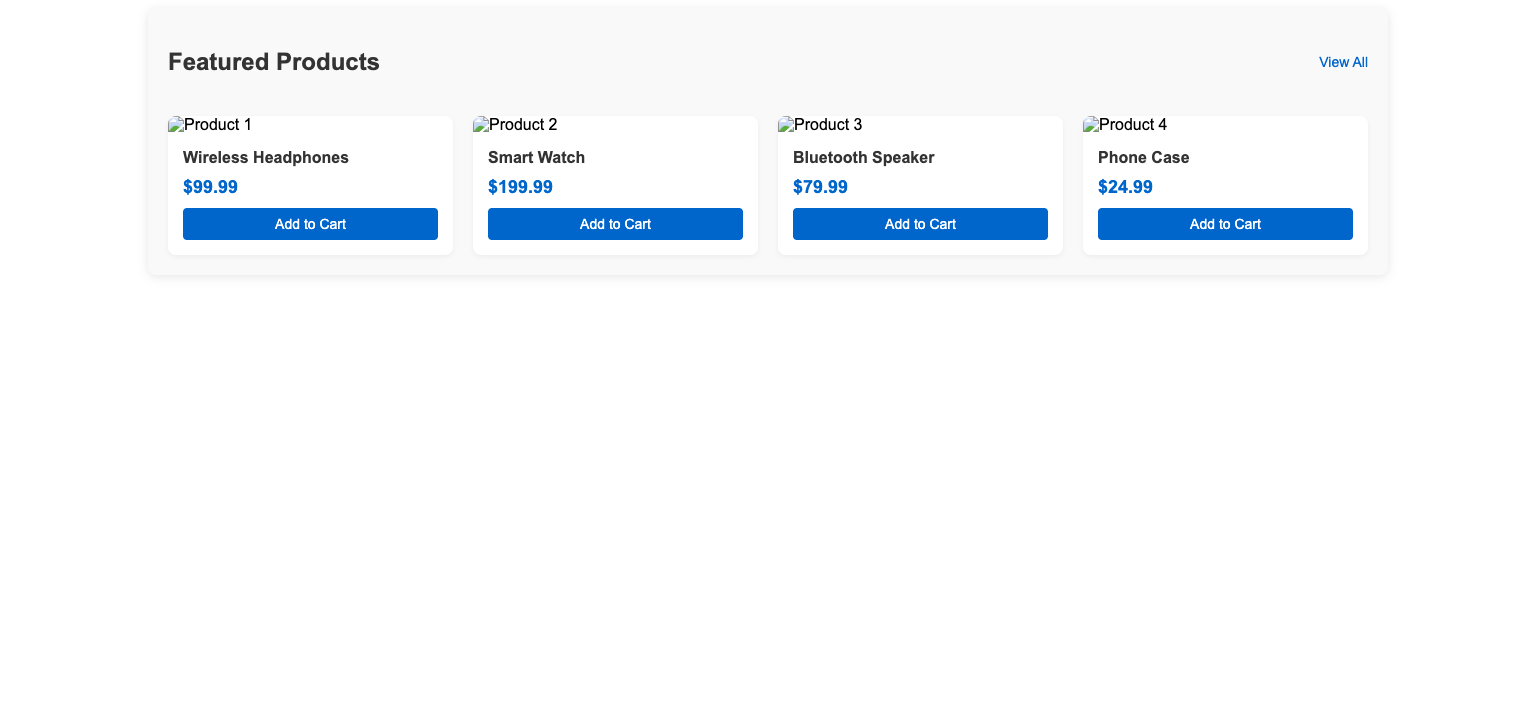 Featured Products
View All
Product 1
Wireless Headphones
$99.99
Add to Cart
Product 2
Smart Watch
$199.99
Add to Cart
Product 3
Bluetooth Speaker
$79.99
Add to Cart
Product 4
Phone Case
$24.99
Add to Cart